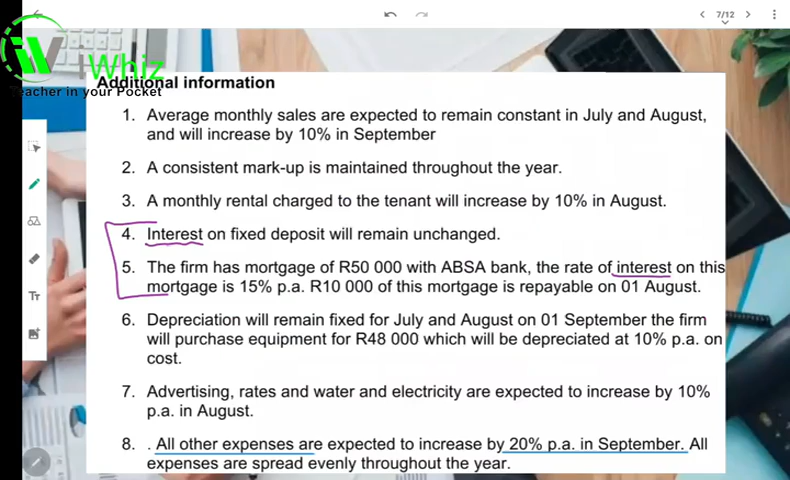 7/12
iWhiz
Teacher in your Pocket
Additional information
1. Average monthly sales are expected to remain constant in July and August,
and will increase by 10% in September
2. A consistent mark-up is maintained throughout the year.
3. A monthly rental charged to the tenant will increase by 10% in August.
4. Interest on fixed deposit will remain unchanged.
5. The firm has mortgage of R50 000 with ABSA bank, the rate of interest on this
mortgage is 15% p.a. R10 000 of this mortgage is repayable on 01 August.
6. Depreciation will remain fixed for July and August on 01 September the firm
will purchase equipment for R48 000 which will be depreciated at 10% p.a. on
cost.
7. Advertising, rates and water and electricity are expected to increase by 10%
p.a. in August.
8. . All other expenses are expected to increase by 20% p.a. in September. All
expenses are spread evenly throughout the year.
Tт